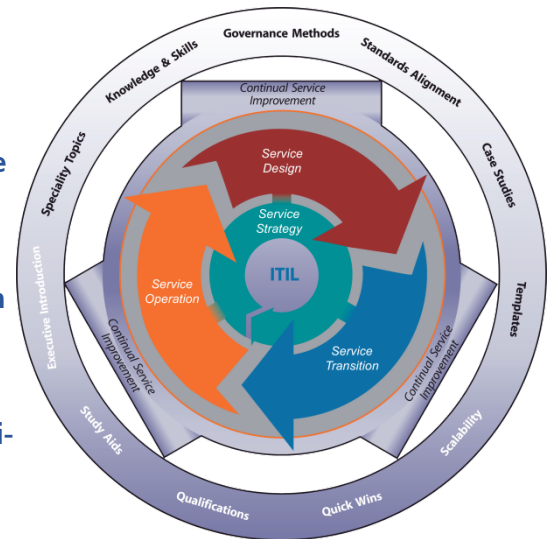 Governance Methods
Standards Alignment
Case Studies
Templates
Scalability
Quick Wins
Qualifications
Study Aids
Executive Introduction
Speciality Topics
Knowledge & Skills
Continual Service
Improvement
Service
Design
Service
Strategy
ITIL
Service
Operation
Service
Transition
Continual Service
Improvement
Continual Service
Improvement
e
n
i-